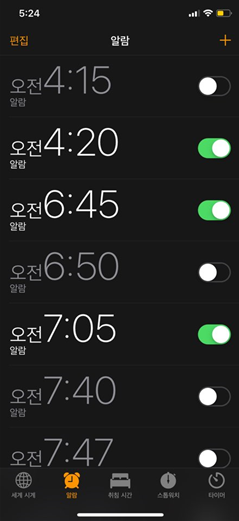 5:24
편집 알람 +
오전4:15
알람
오전4:20
알람
오전6:45
알람
오전6:50
알람
오전7:05
알람
오전7:40
알람
오전7:47
세계 시계 알람 취침 시간 스톱워치 타이머